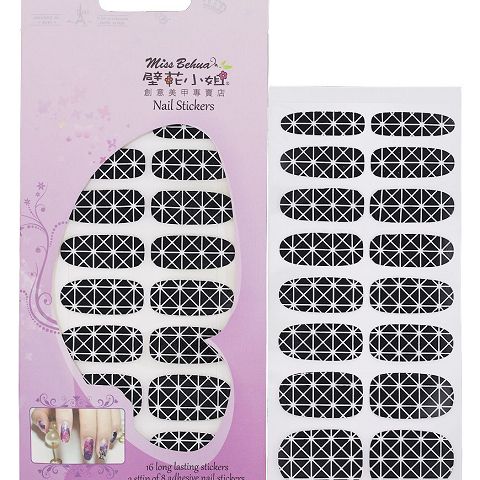 Miss Behua
壁花小姐®
創意美甲專賣店
Nail Stickers
16 long lasting stickers
2 strip of 8 adhesive nail stickers